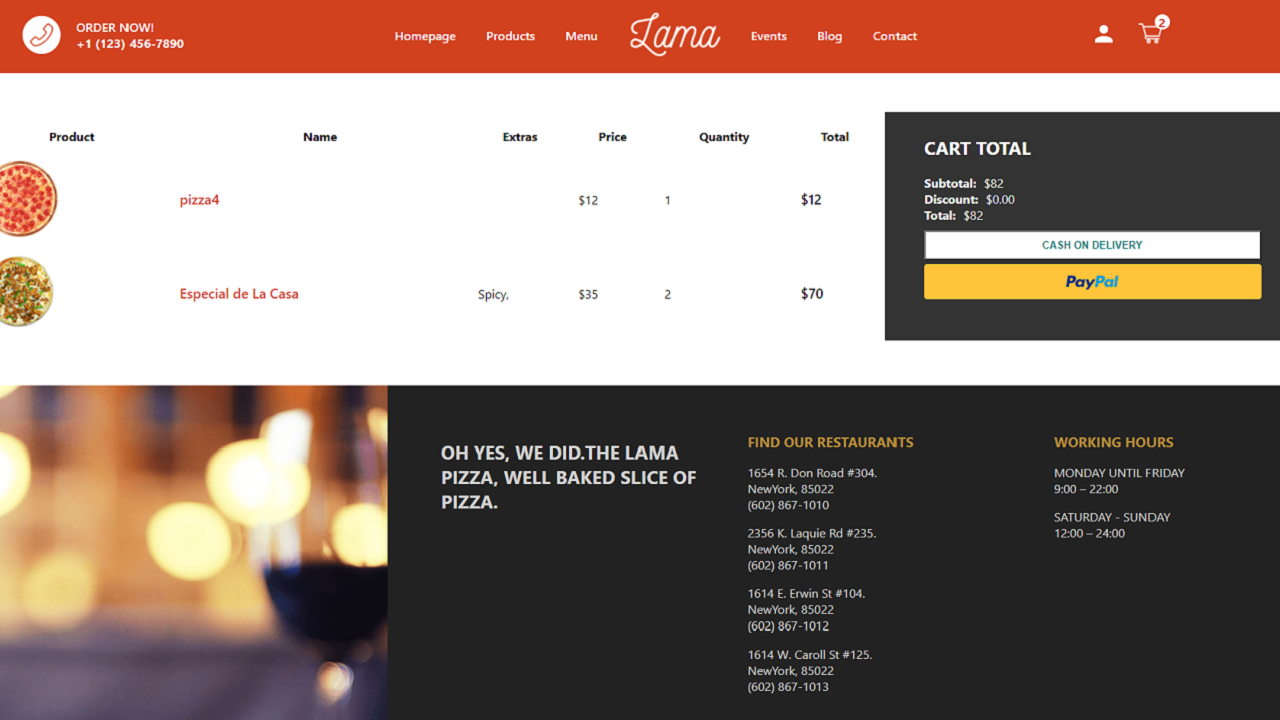 ORDER NOW!
+1 (123) 456-7890
Homepage Products Menu Lama Events Blog Contact
2
Product Name Extras Price Quantity Total
pizza4 $12 1 $12
Especial de La Casa Spicy, $35 2 $70
CART TOTAL
Subtotal: $82
Discount: $0.00
Total: $82
CASH ON DELIVERY
PayPal
OH YES, WE DID.THE LAMA
PIZZA, WELL BAKED SLICE OF
PIZZA.
FIND OUR RESTAURANTS
1654 R. Don Road #304.
NewYork, 85022
(602) 867-1010
2356 K. Laquie Rd #235.
NewYork, 85022
(602) 867-1011
1614 E. Erwin St #104.
NewYork, 85022
(602) 867-1012
1614 W. Caroll St #125.
NewYork, 85022
(602) 867-1013
WORKING HOURS
MONDAY UNTIL FRIDAY
9:00 – 22:00
SATURDAY - SUNDAY
12:00 – 24:00